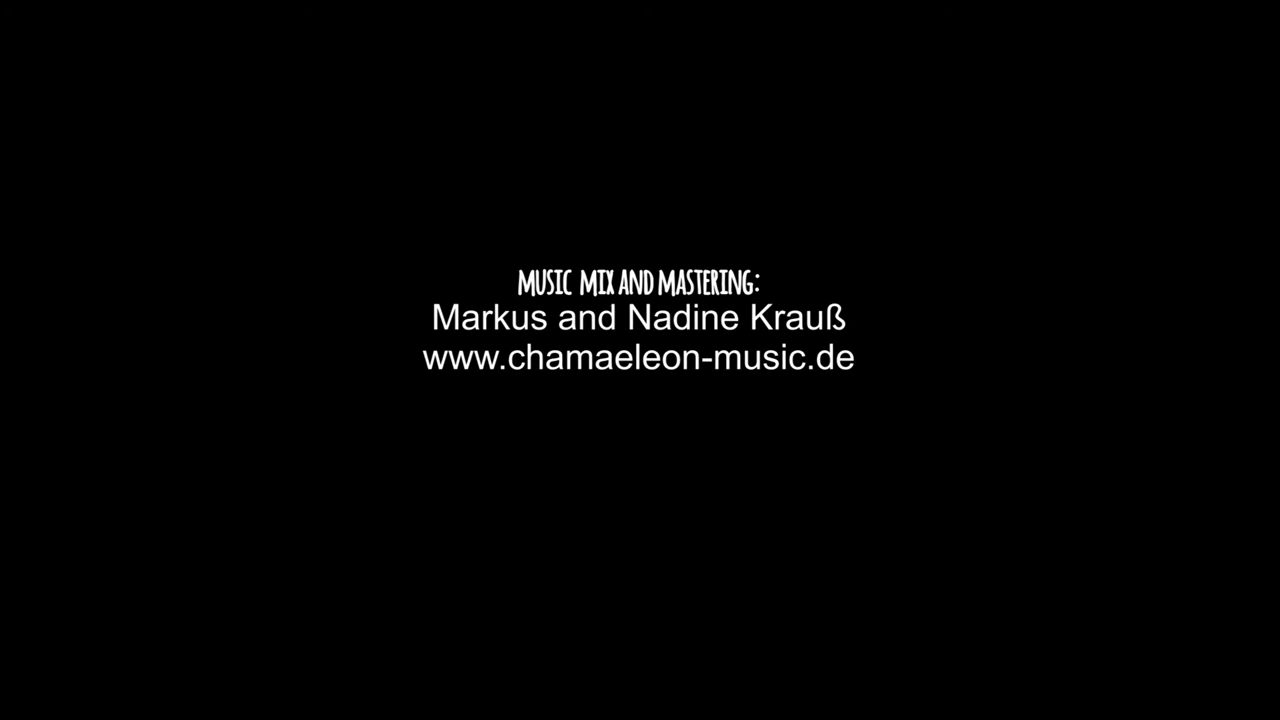 MUSIC MIX AND MASTERING:
Markus and Nadine Krauß
www.chamaeleon-music.de